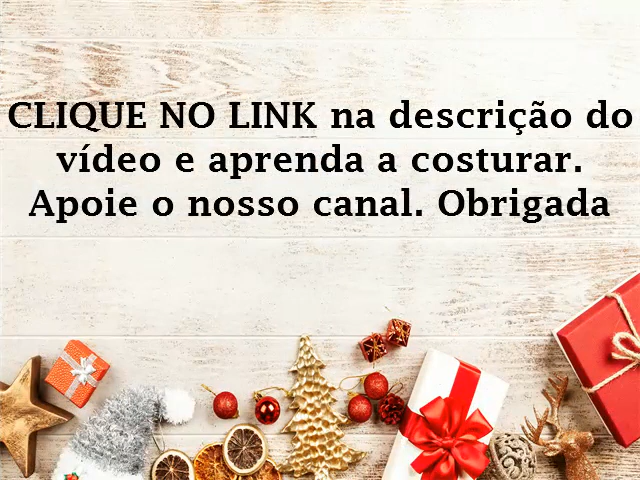 CLIQUE NO LINK na descrição do
vídeo e aprenda a costurar.
Apoie o nosso canal. Obrigada